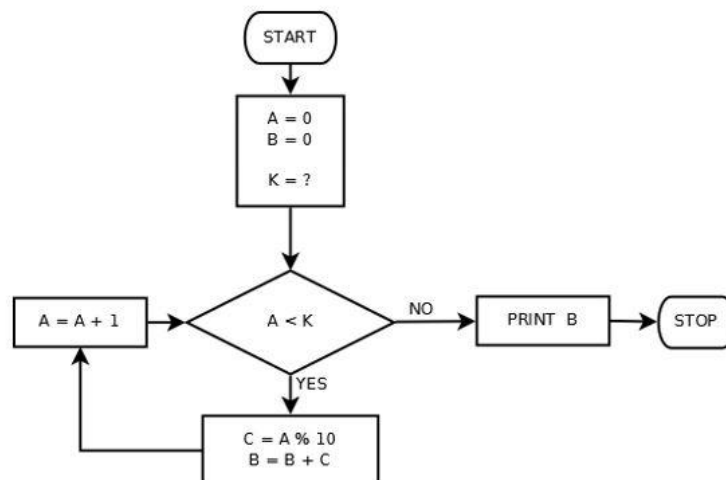 START
A = 0
B = 0
K = ?
A < K
NO
PRINT B
STOP
YES
C = A % 10
B = B + C
A = A + 1